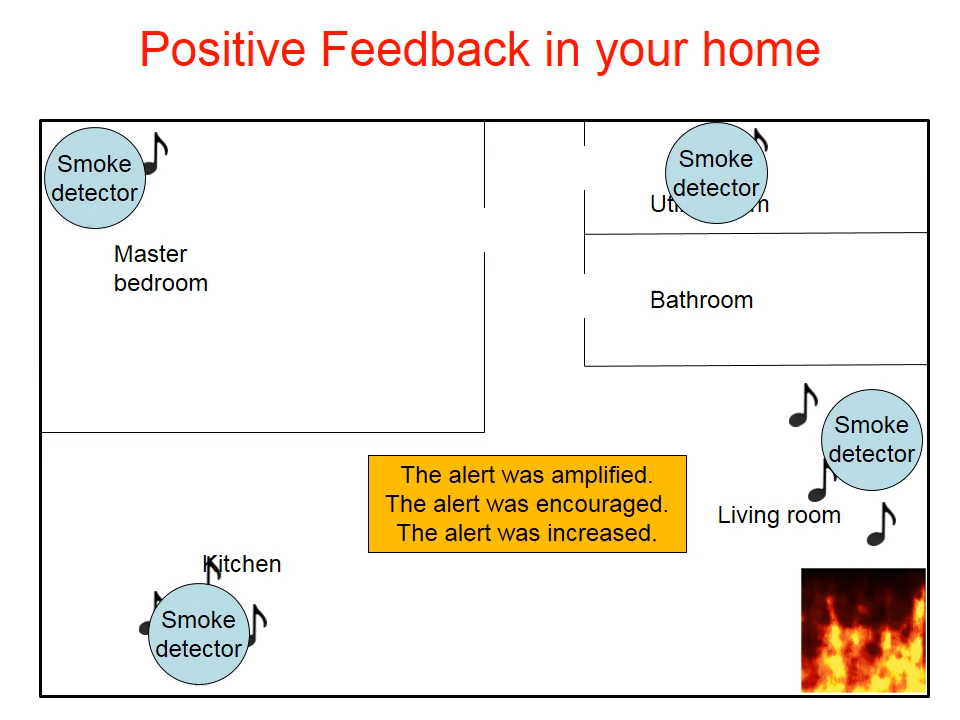 Positive Feedback in your home
Smoke
detector
Smoke
detector
Master
bedroom
Bathroom
Smoke
detector
The alert was amplified.
The alert was encouraged.
The alert was increased.
Living room
Kitchen
Smoke
detector